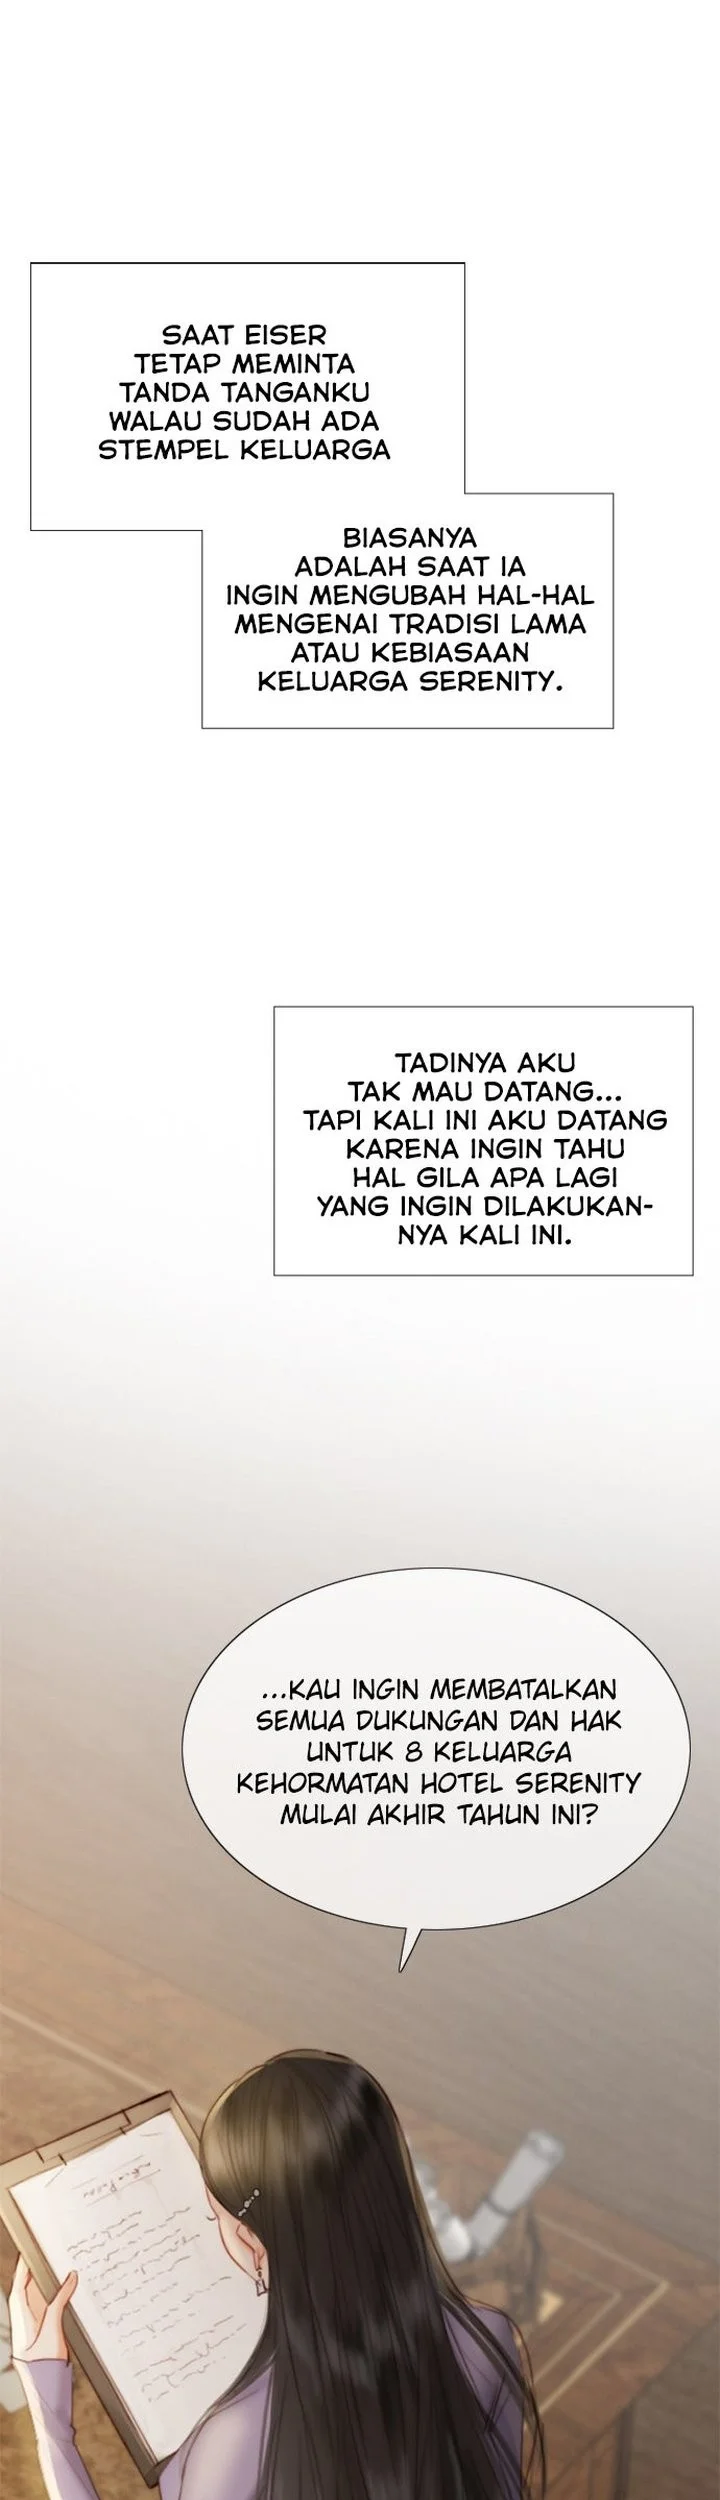 SAAT EISER
TETAP MEMINTA
TANDA TANGANKU
WALAU SUDAH ADA
STEMPEL KELUARGA
BIASANYA
ADALAH SAAT IA
INGIN MENGUBAH HAL-HAL
MENGENAI TRADISI LAMA
ATAU KEBIASAAN
KELUARGA SERENITY.
TADINYA AKU
TAK MAU DATANG...
TAPI KALI INI AKU DATANG
KARENA INGIN TAHU
HAL GILA APA LAGI
YANG INGIN DILAKUKAN-
NYA KALI INI.
...KAU INGIN MEMBATALKAN
SEMUA DUKUNGAN DAN HAK
UNTUK 8 KELUARGA
KEHORMATAN HOTEL SERENITY
MULAI AKHIR TAHUN INI?